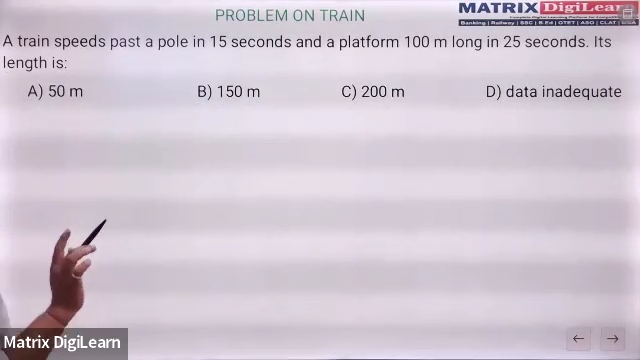 PROBLEM ON TRAIN
MATRIX DigiLearn
A train speeds past a pole in 15 seconds and a platform 100 m long in 25 seconds. Its
length is:
A) 50 m B) 150 m C) 200 m D) data inadequate
Matrix DigiLearn